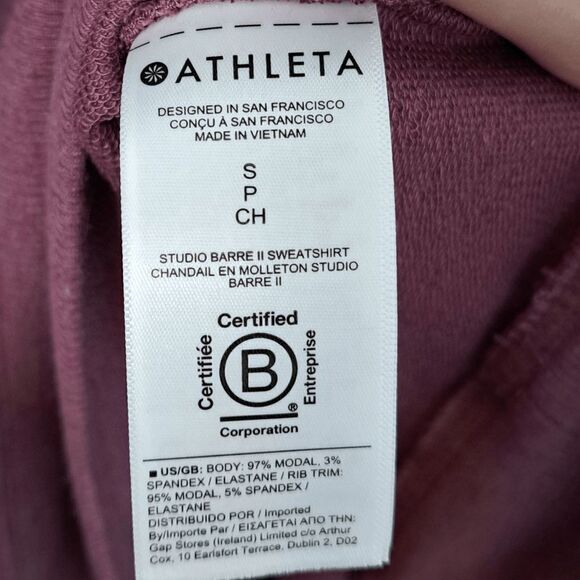 ATHLETA
DESIGNED IN SAN FRANCISCO
CONÇU À SAN FRANCISCO
MADE IN VIETNAM
S
P
CH
STUDIO BARRE II SWEATSHIRT
CHANDAIL EN MOLLETON STUDIO
BARRE II
Certified
Certifiée
B
Entreprise
®
Corporation
US/GB: BODY: 97% MODAL, 3%
SPANDEX / ELASTANE / RIB TRIM:
95% MODAL, 5% SPANDEX /
ELASTANE
DISTRIBUIDO POR / Imported
By/Importe Par / ΕΙΣΑΓΕΤΑΙ ΑΠΟ ΤΗΝ:
Gap Stores (Ireland) Limited c/o Arthur
Cox, 10 Earlsfort Terrace, Dublin 2, D02